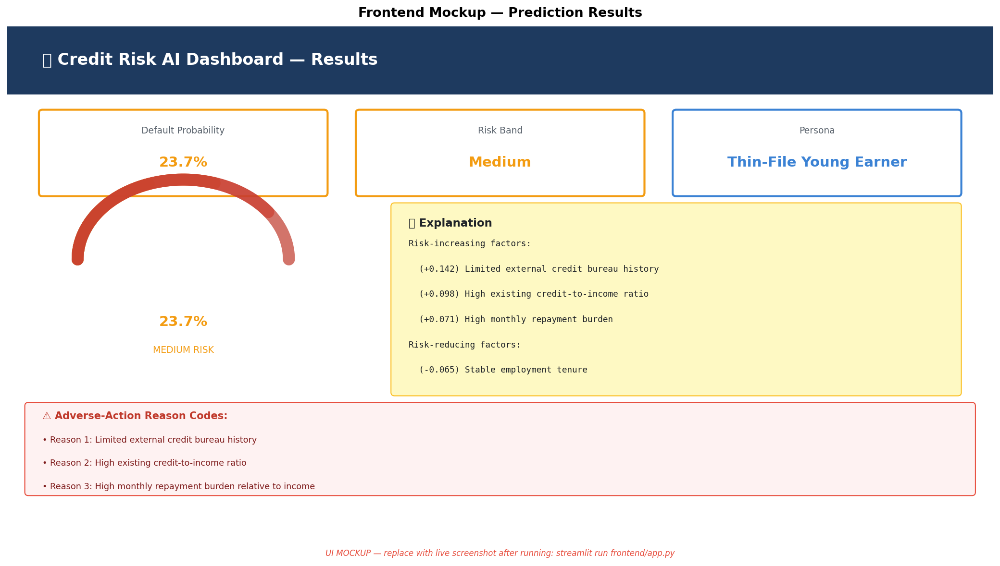 Frontend Mockup — Prediction Results
Credit Risk AI Dashboard — Results
Default Probability
23.7%
Risk Band
Medium
Persona
Thin-File Young Earner
23.7%
MEDIUM RISK
Explanation
Risk-increasing factors:
(+0.142) Limited external credit bureau history
(+0.098) High existing credit-to-income ratio
(+0.071) High monthly repayment burden
Risk-reducing factors:
(-0.065) Stable employment tenure
⚠ Adverse-Action Reason Codes:
• Reason 1: Limited external credit bureau history
• Reason 2: High existing credit-to-income ratio
• Reason 3: High monthly repayment burden relative to income
UI MOCKUP — replace with live screenshot after running: streamlit run frontend/app.py